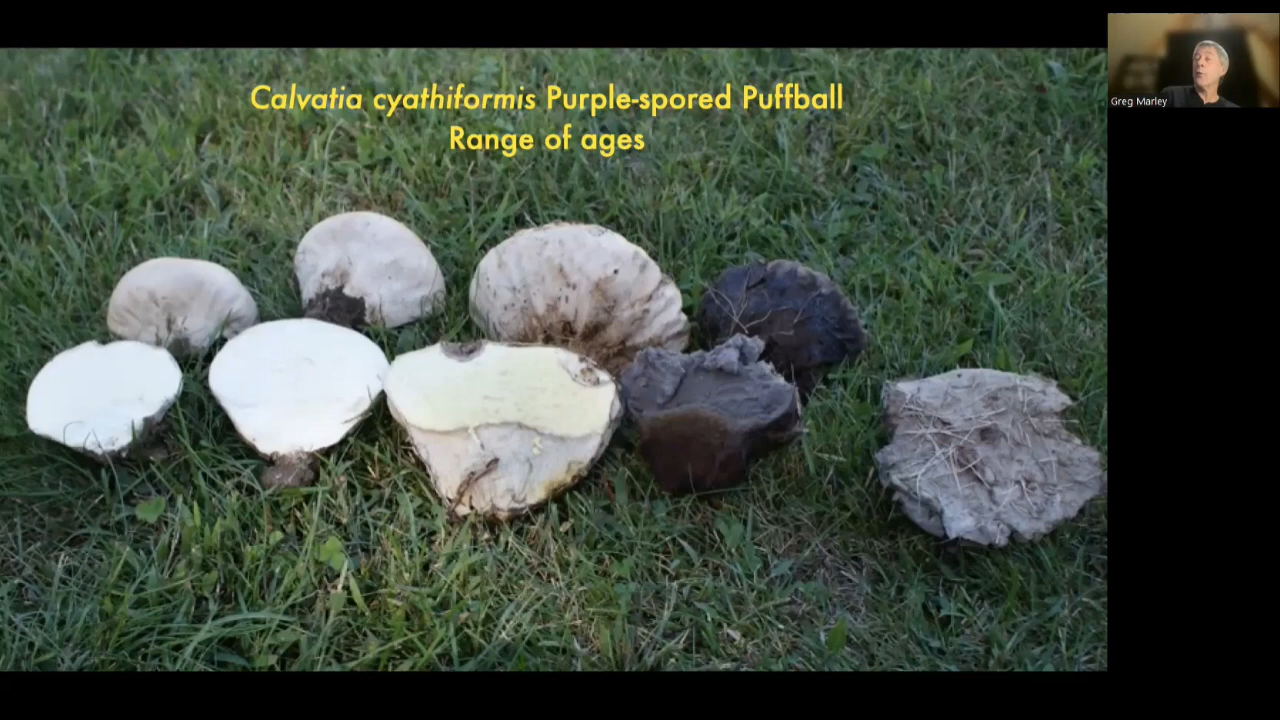 Calvatia cyathiformis Purple-spored Puffball
Range of ages
Greg Marley